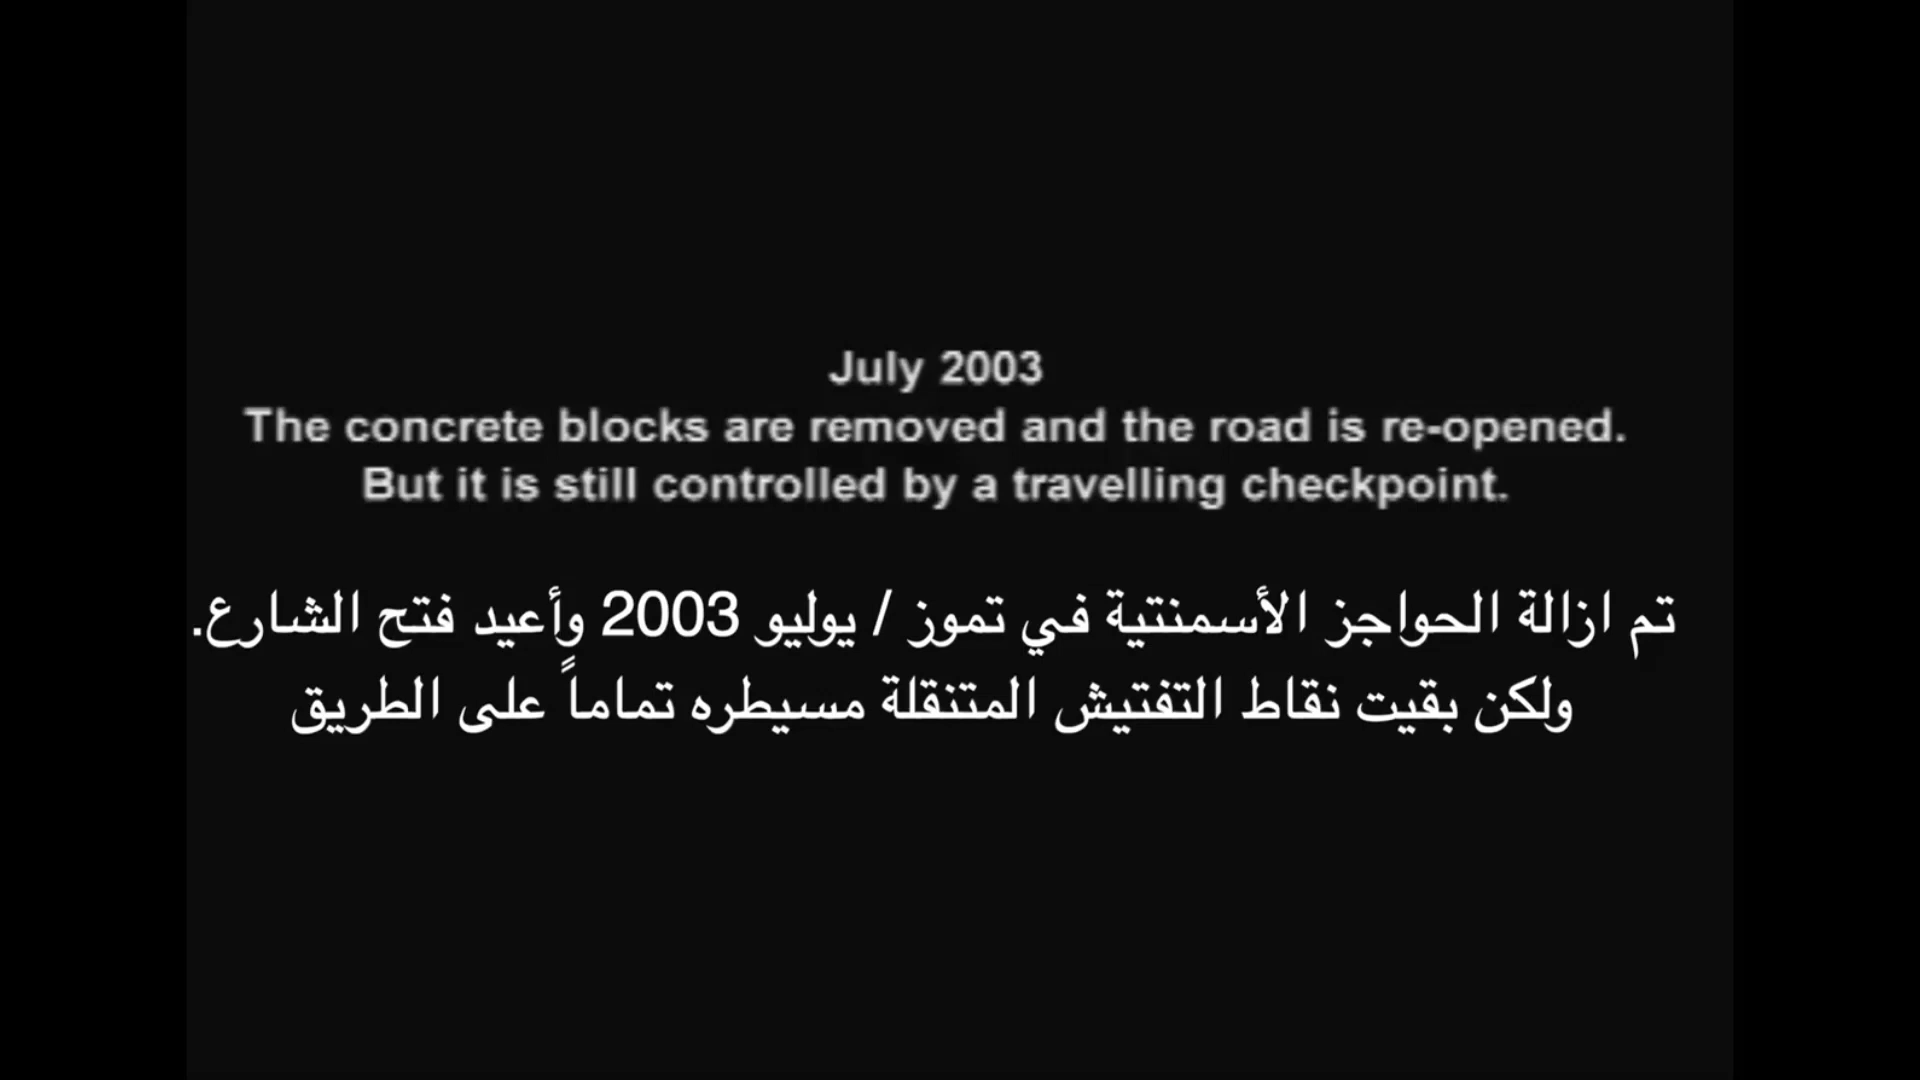 July 2003
The concrete blocks are removed and the road is re-opened.
But it is still controlled by a travelling checkpoint.
تم ازالة الحواجز الأسمنتية في تموز / يوليو 2003 وأعيد فتح الشارع.
ولكن بقيت نقاط التفتيش المتنقلة مسيطره تماماً على الطريق